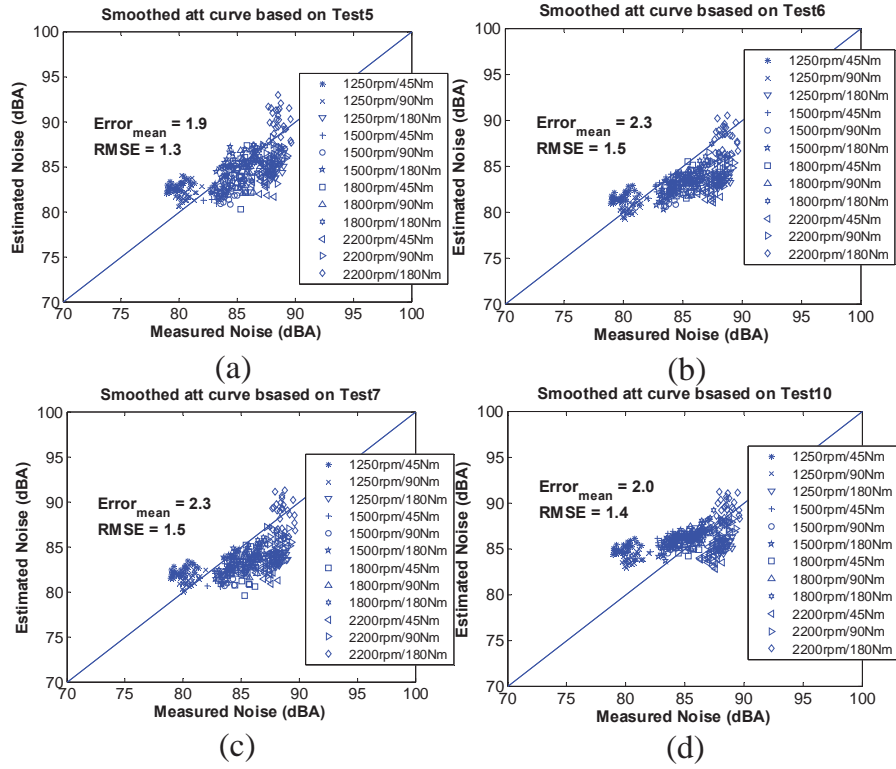 Smoothed att curve based on Test5
100
95
90
85
80
75
70
70 75 80 85 90 95 100
Estimated Noise (dBA)
Measured Noise (dBA)
Error_mean = 1.9
RMSE = 1.3
1250rpm/45Nm
1250rpm/90Nm
1250rpm/180Nm
1500rpm/45Nm
1500rpm/90Nm
1500rpm/180Nm
1800rpm/45Nm
1800rpm/90Nm
1800rpm/180Nm
2200rpm/45Nm
2200rpm/90Nm
2200rpm/180Nm
(a)
Smoothed att curve bsased on Test6
100
95
90
85
80
75
70
70 75 80 85 90 95 100
Estimated Noise (dBA)
Measured Noise (dBA)
Error_mean = 2.3
RMSE = 1.5
1250rpm/45Nm
1250rpm/90Nm
1250rpm/180Nm
1500rpm/45Nm
1500rpm/90Nm
1500rpm/180Nm
1800rpm/45Nm
1800rpm/90Nm
1800rpm/180Nm
2200rpm/45Nm
2200rpm/90Nm
2200rpm/180Nm
(b)
Smoothed att curve bsased on Test7
100
95
90
85
80
75
70
70 75 80 85 90 95 100
Estimated Noise (dBA)
Measured Noise (dBA)
Error_mean = 2.3
RMSE = 1.5
1250rpm/45Nm
1250rpm/90Nm
1250rpm/180Nm
1500rpm/45Nm
1500rpm/90Nm
1500rpm/180Nm
1800rpm/45Nm
1800rpm/90Nm
1800rpm/180Nm
2200rpm/45Nm
2200rpm/90Nm
2200rpm/180Nm
(c)
Smoothed att curve bsased on Test10
100
95
90
85
80
75
70
70 75 80 85 90 95 100
Estimated Noise (dBA)
Measured Noise (dBA)
Error_mean = 2.0
RMSE = 1.4
1250rpm/45Nm
1250rpm/90Nm
1250rpm/180Nm
1500rpm/45Nm
1500rpm/90Nm
1500rpm/180Nm
1800rpm/45Nm
1800rpm/90Nm
1800rpm/180Nm
2200rpm/45Nm
2200rpm/90Nm
2200rpm/180Nm
(d)